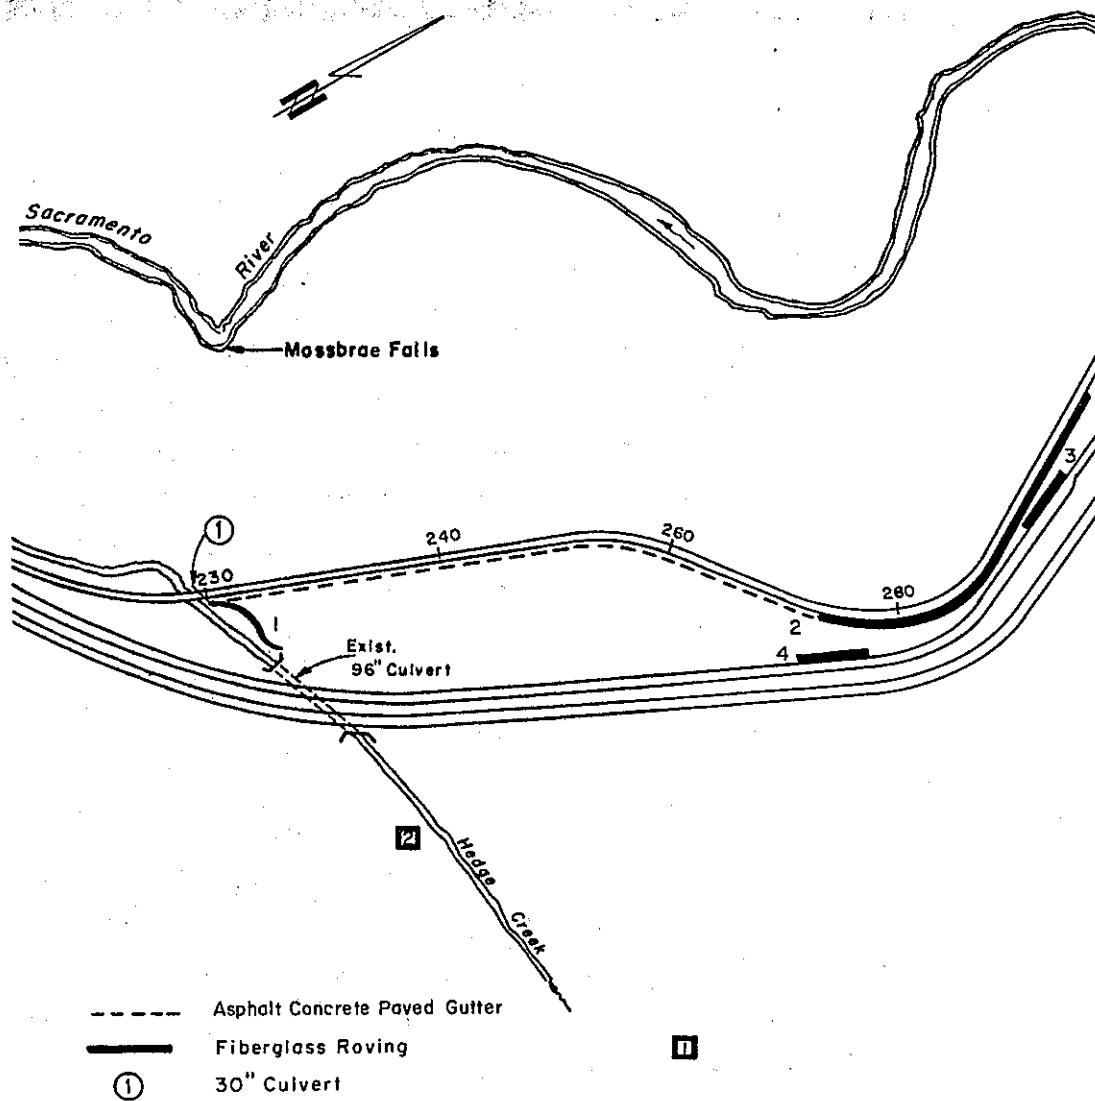 Sacramento
River
Mossbrae Falls
1
230
240
260
280
3
2
4
1
Exist.
96" Culvert
2
Hedge
Creek
Asphalt Concrete Paved Gutter
Fiberglass Roving
1
1 30" Culvert